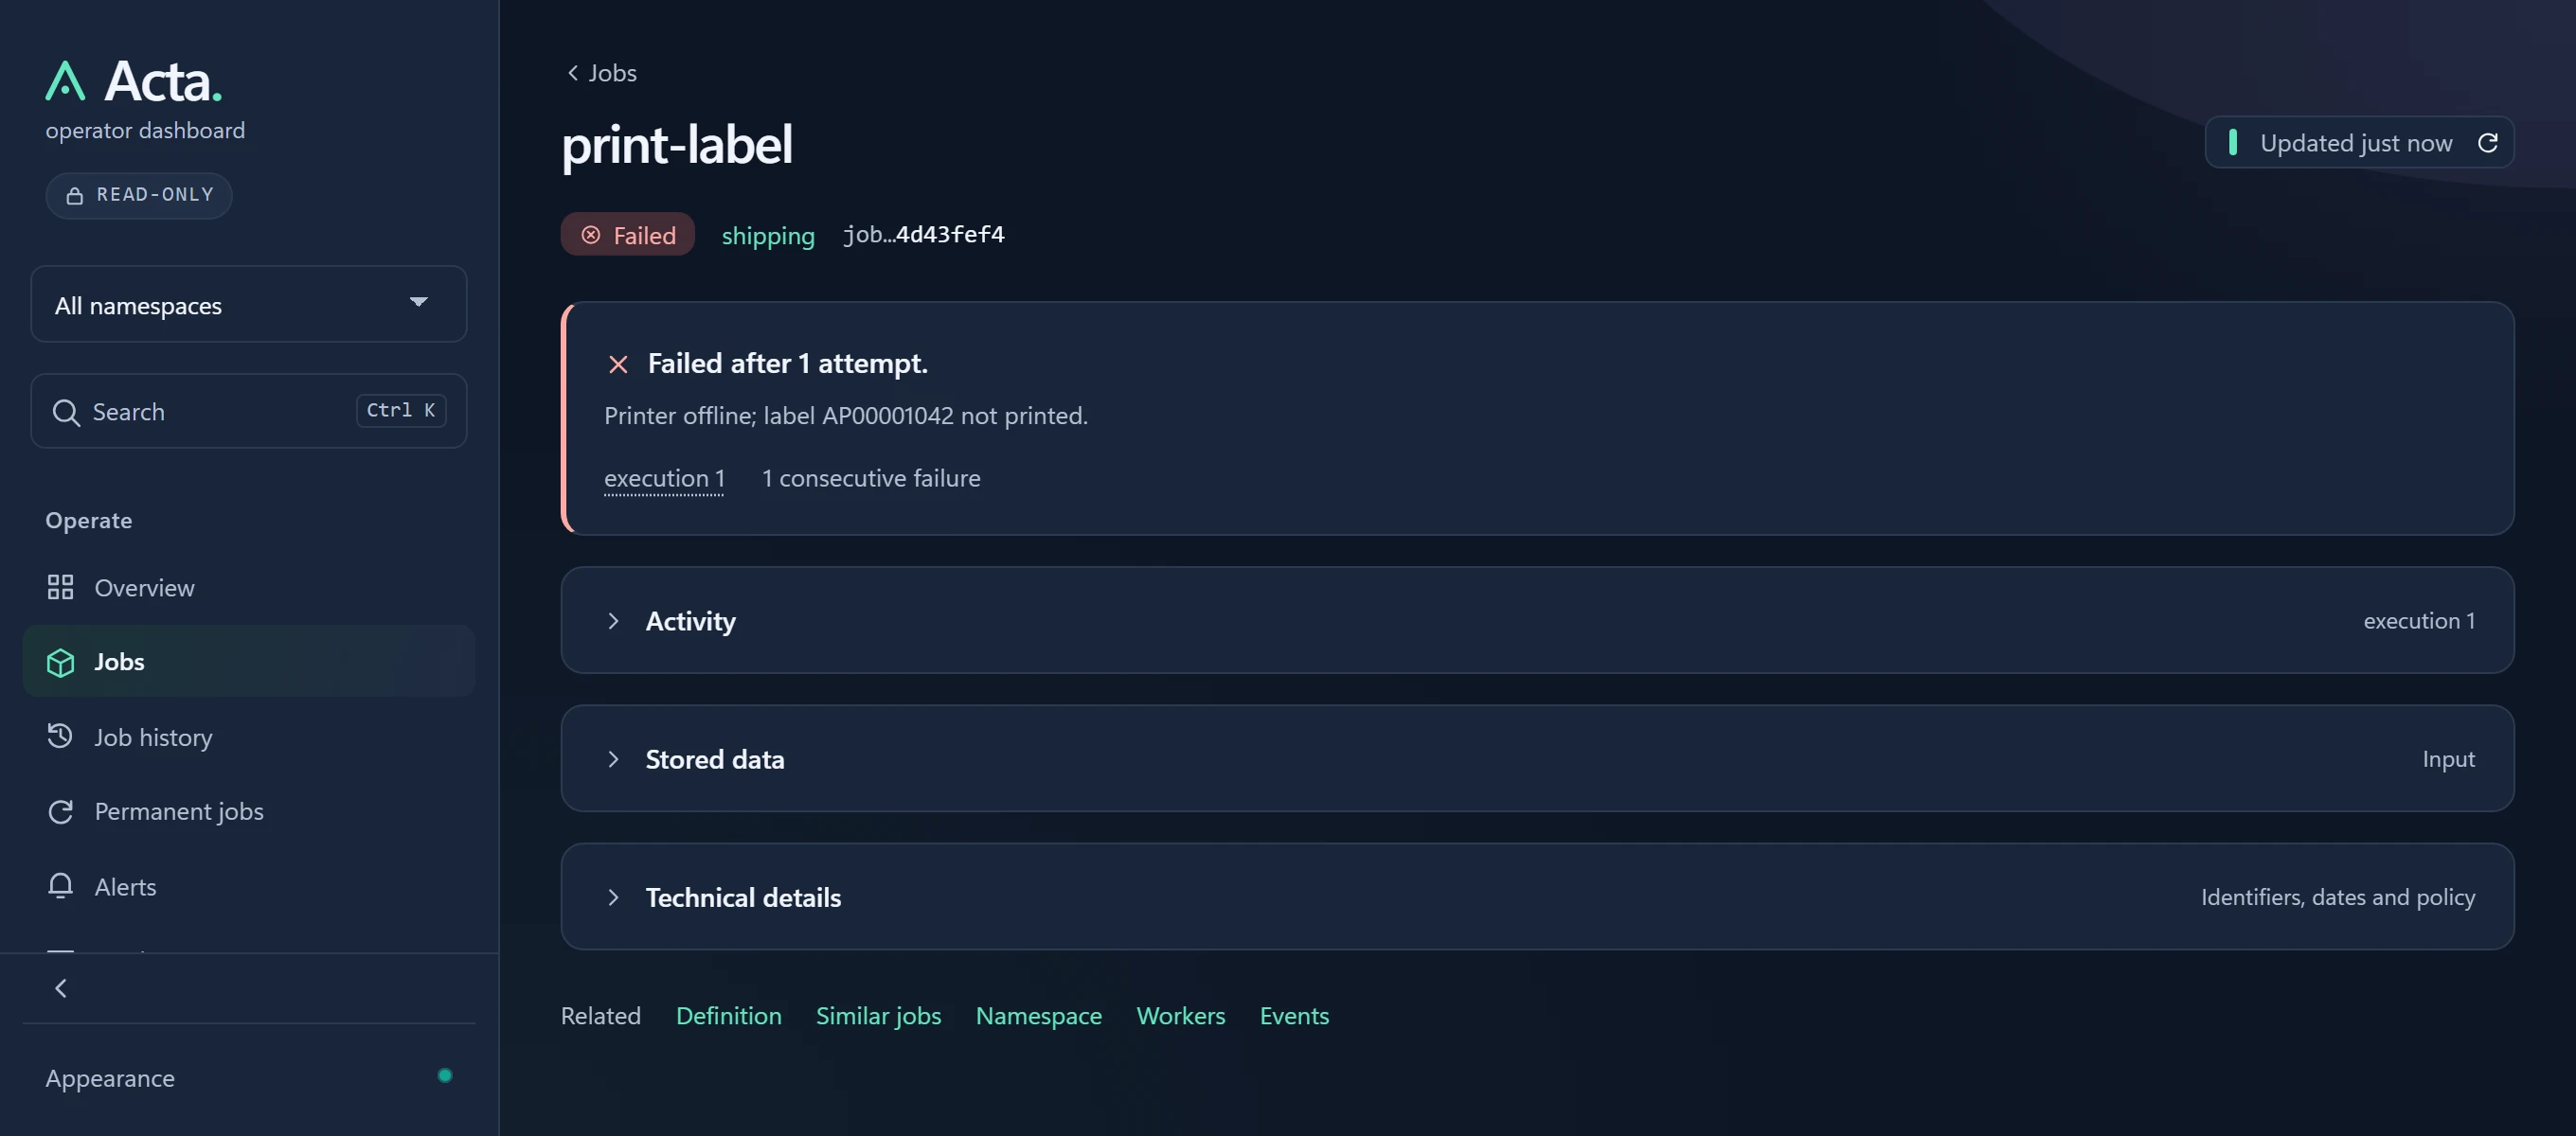 Acta.
operator dashboard
READ-ONLY
All namespaces
Search Ctrl K
Operate
Overview
Jobs
Job history
Permanent jobs
Alerts
Appearance
Jobs
print-label
Updated just now
Failed shipping job…4d43fef4
Failed after 1 attempt.
Printer offline; label AP00001042 not printed.
execution 1 1 consecutive failure
Activity execution 1
Stored data Input
Technical details Identifiers, dates and policy
Related Definition Similar jobs Namespace Workers Events